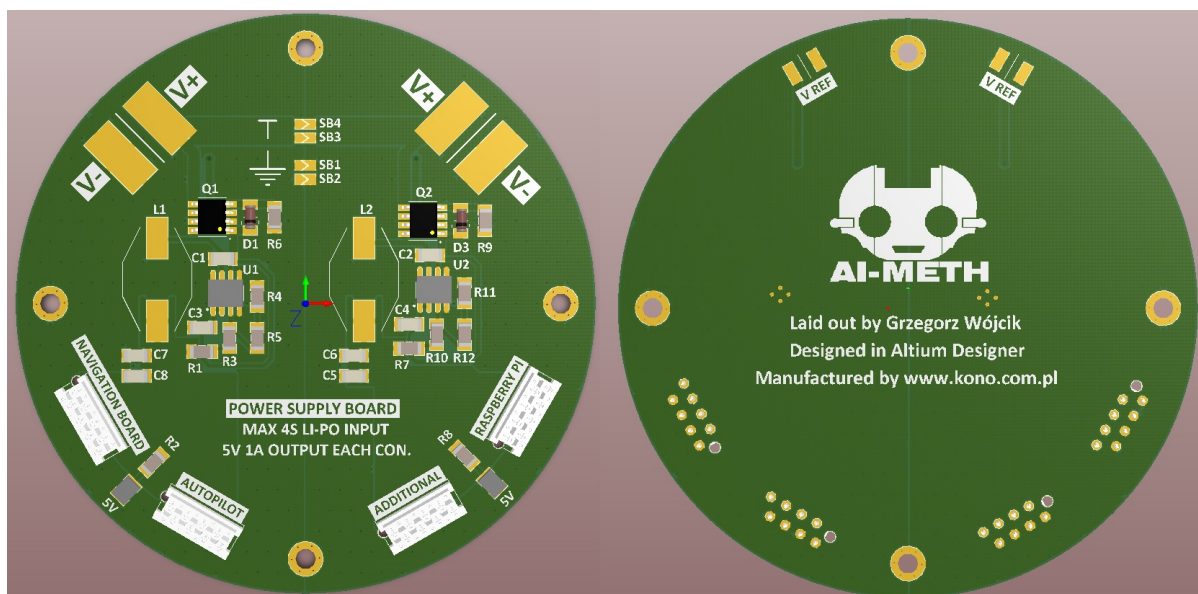 V+
V-
V+
V-
SB4
SB3
SB1
SB2
Q1
Q2
L1
D1
R6
L2
D3
R9
C1
U1
C2
U2
R4
R11
C3
C4
R5
R3
R1
R10
R12
R7
Z
C7
C8
C6
C5
NAVIGATION BOARD
RASPBERRY PI
POWER SUPPLY BOARD
MAX 4S LI-PO INPUT
5V 1A OUTPUT EACH CON.
R2
5V
AUTOPILOT
R8
5V
ADDITIONAL
V REF
V REF
AI-METH
Laid out by Grzegorz Wójcik
Designed in Altium Designer
Manufactured by www.kono.com.pl